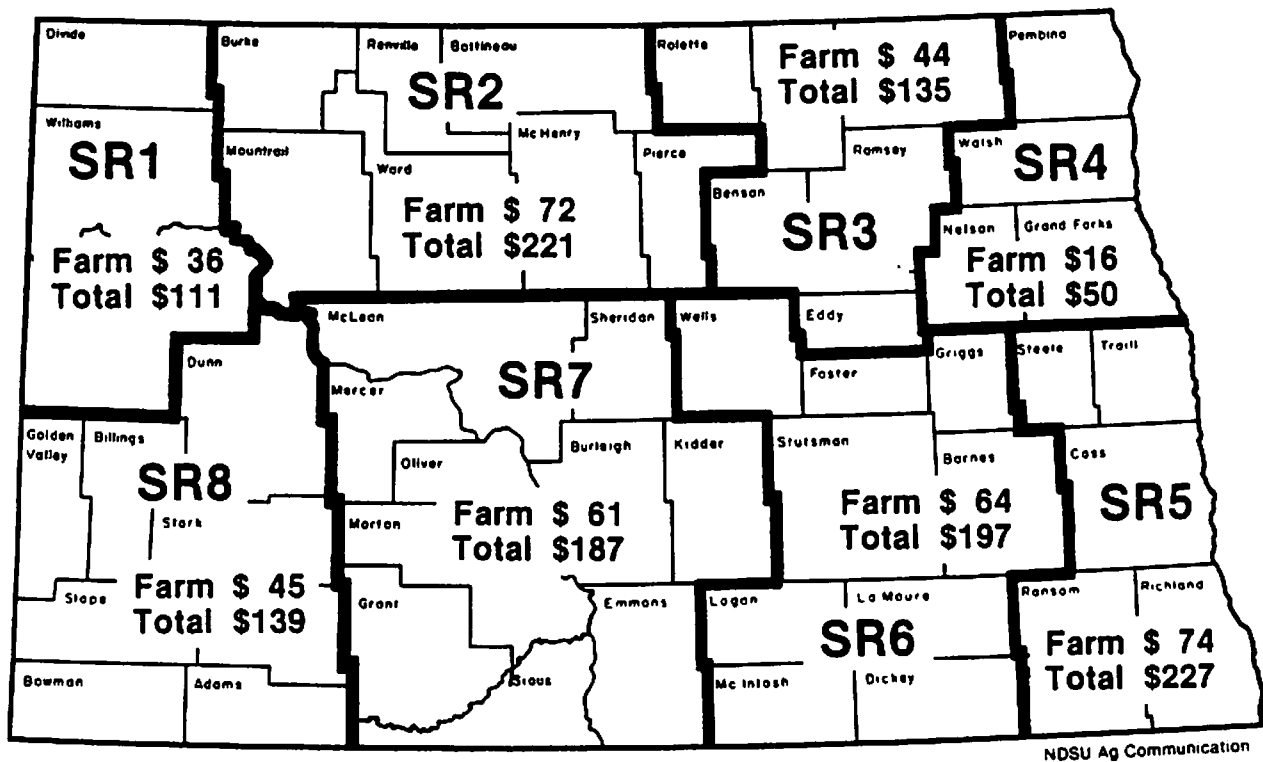 Divide
Burke
Renville
Bottineau
Rolette
Farm $ 44
Total $135
Pembina
SR2
Williams
SR1
Mountrail
Ward
McHenry
Pierce
Ramsey
Walsh
SR4
Benson
SR3
Farm $ 72
Total $221
Nelson
Grand Forks
Farm $ 36
Total $111
Farm $16
Total $50
McLean
Sheridan
Wells
Eddy
Dunn
Mercer
SR7
Foster
Griggs
Steele
Traill
Golden
Valley
Billings
SR8
Stark
Oliver
Burleigh
Kidder
Stutsman
Barnes
Cass
SR5
Morton
Farm $ 61
Total $187
Farm $ 64
Total $197
Slope
Farm $ 45
Total $139
Grant
Emmons
Logan
La Moure
SR6
Ransom
Richland
Farm $ 74
Total $227
Bowman
Adams
Sioux
Mc Intosh
Dickey
NDSU Ag Communication